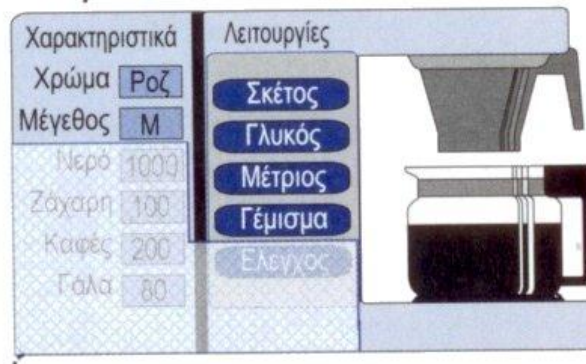 Χαρακτηριστικά
Χρώμα Ροζ
Μέγεθος Μ
Νερό 1000
Ζάχαρη 100
Καφές 200
Γάλα 80
Λειτουργίες
Σκέτος
Γλυκός
Μέτριος
Γέμισμα
Έλεγχος